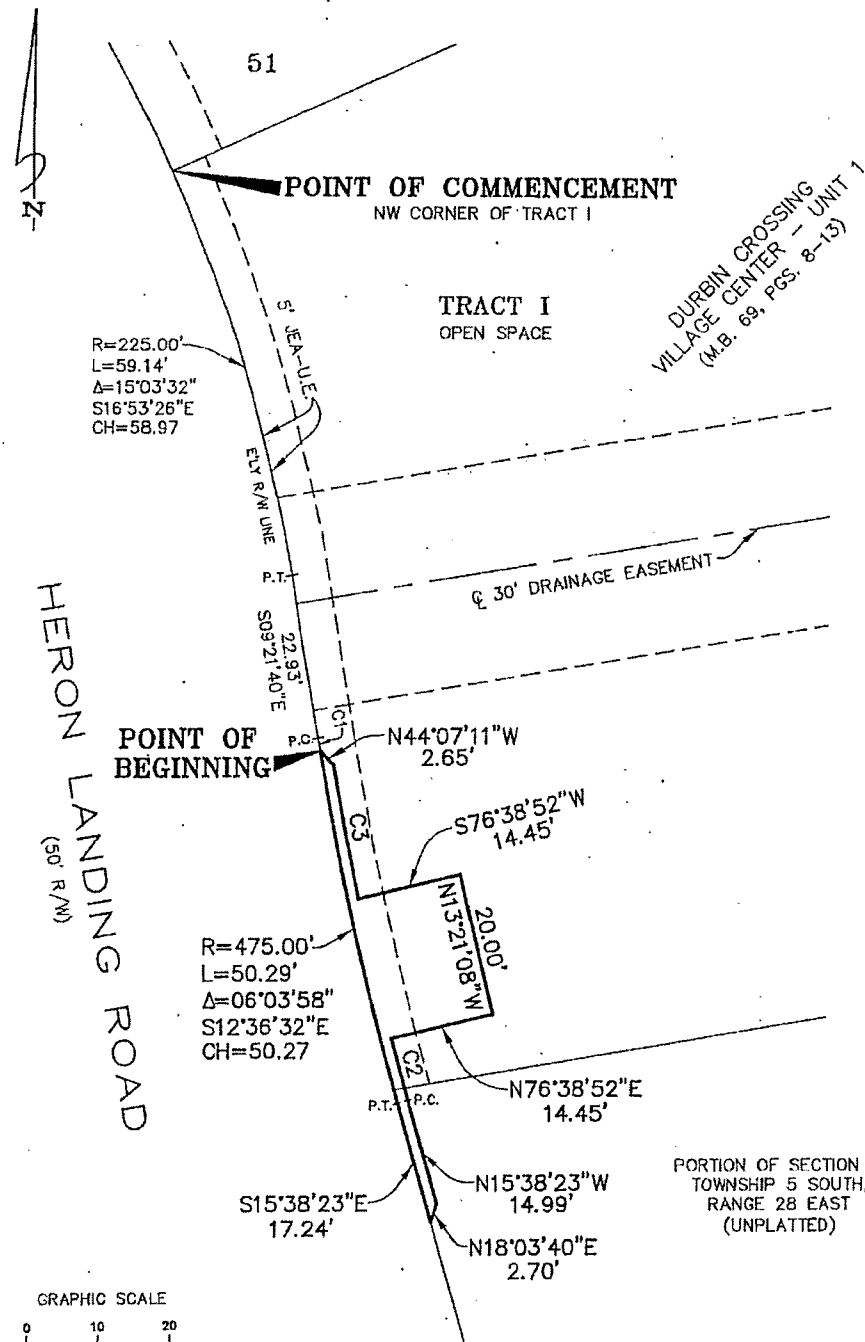 51
N
POINT OF COMMENCEMENT
NW CORNER OF TRACT I
DURBIN CROSSING
VILLAGE CENTER – UNIT 1
(M.B. 69, PGS. 8–13)
TRACT I
OPEN SPACE
5' JEA-U.E.
R=225.00'
L=59.14'
Δ=15°03'32"
S16°53'26"E
CH=58.97
E'LY R/W LINE
P.T.
℄ 30' DRAINAGE EASEMENT
22.93'
S09°21'40"E
HERON LANDING ROAD
(50' R/W)
C1
P.C.
POINT OF
BEGINNING
N44°07'11"W
2.65'
C3
S76°38'52"W
14.45'
20.00'
N13°21'08"W
R=475.00'
L=50.29'
Δ=06°03'58"
S12°36'32"E
CH=50.27
C2
N76°38'52"E
14.45'
P.T.
P.C.
S15°38'23"E
17.24'
N15°38'23"W
14.99'
N18°03'40"E
2.70'
PORTION OF SECTION
TOWNSHIP 5 SOUTH,
RANGE 28 EAST
(UNPLATTED)
GRAPHIC SCALE
0 10 20